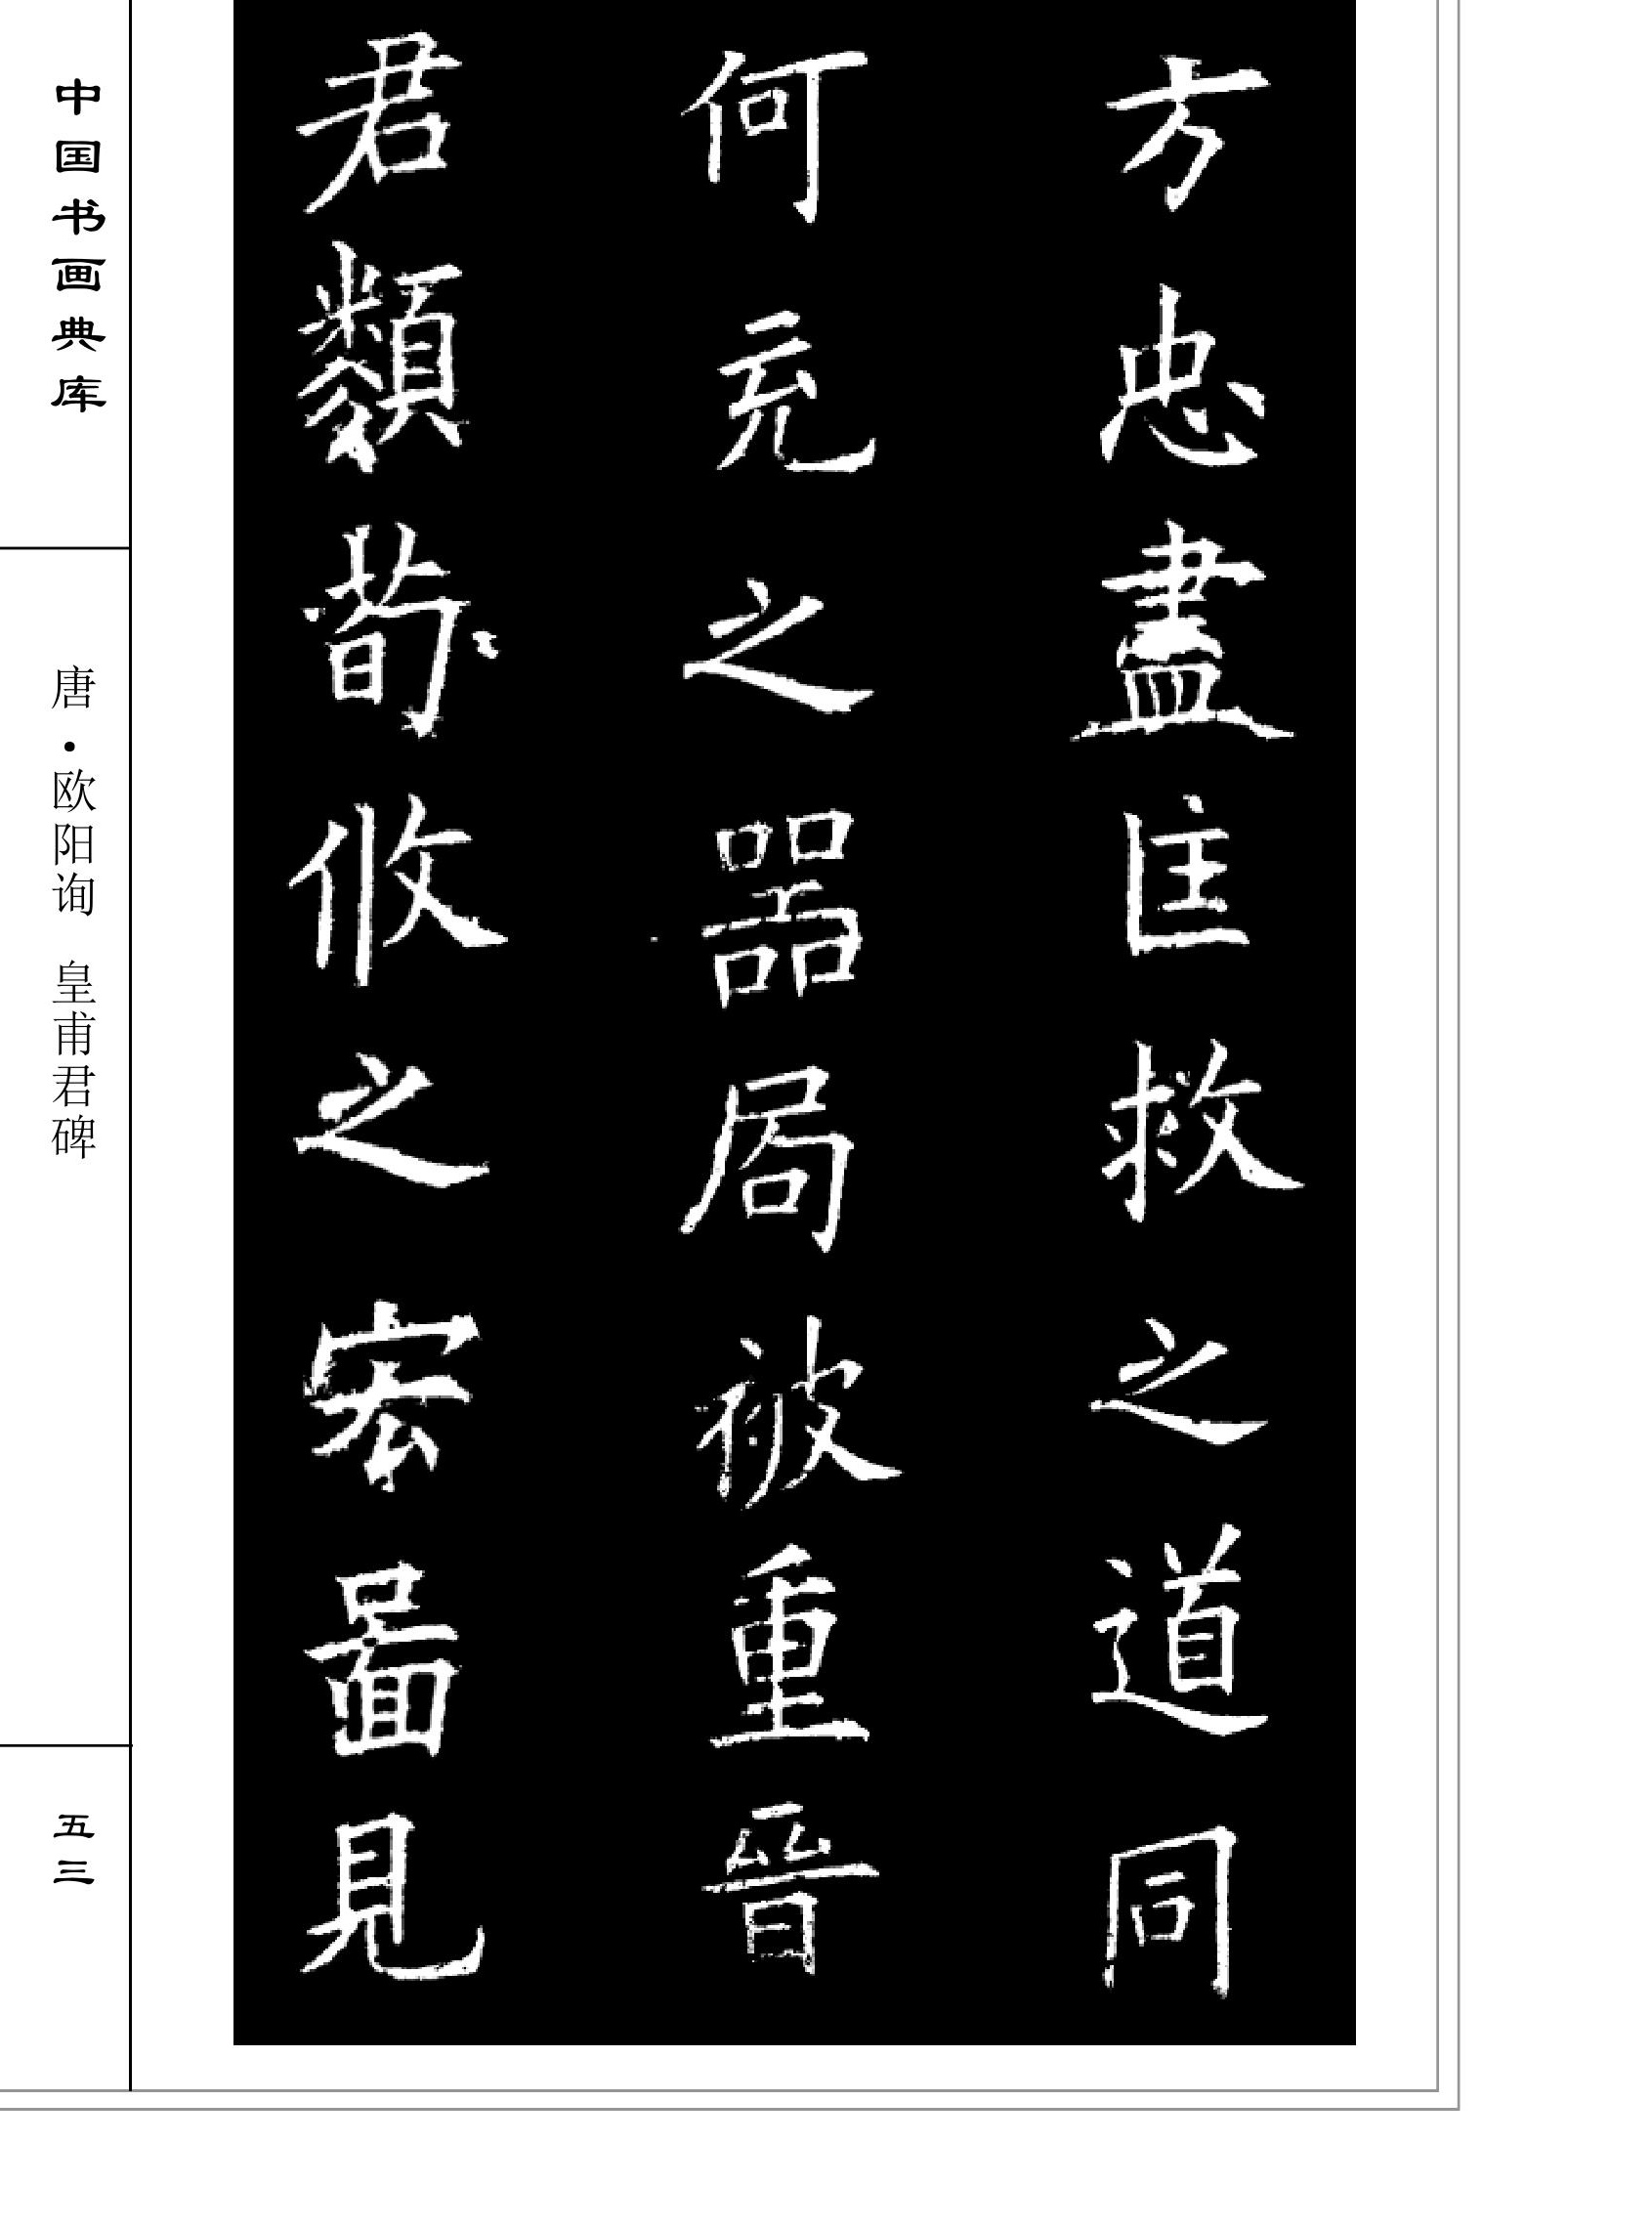 方忠盡匡救之道同
何充之器局被重晉
君類荀攸之宏啚見
中国书画典库
唐·欧阳询 皇甫君碑
五三